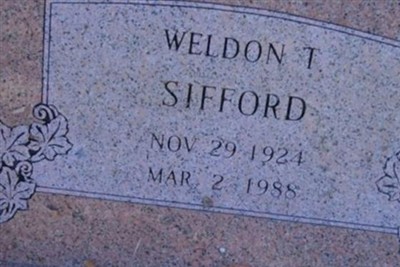 WELDON T.
SIFFORD
NOV. 29 1924
MAR. 2, 1988